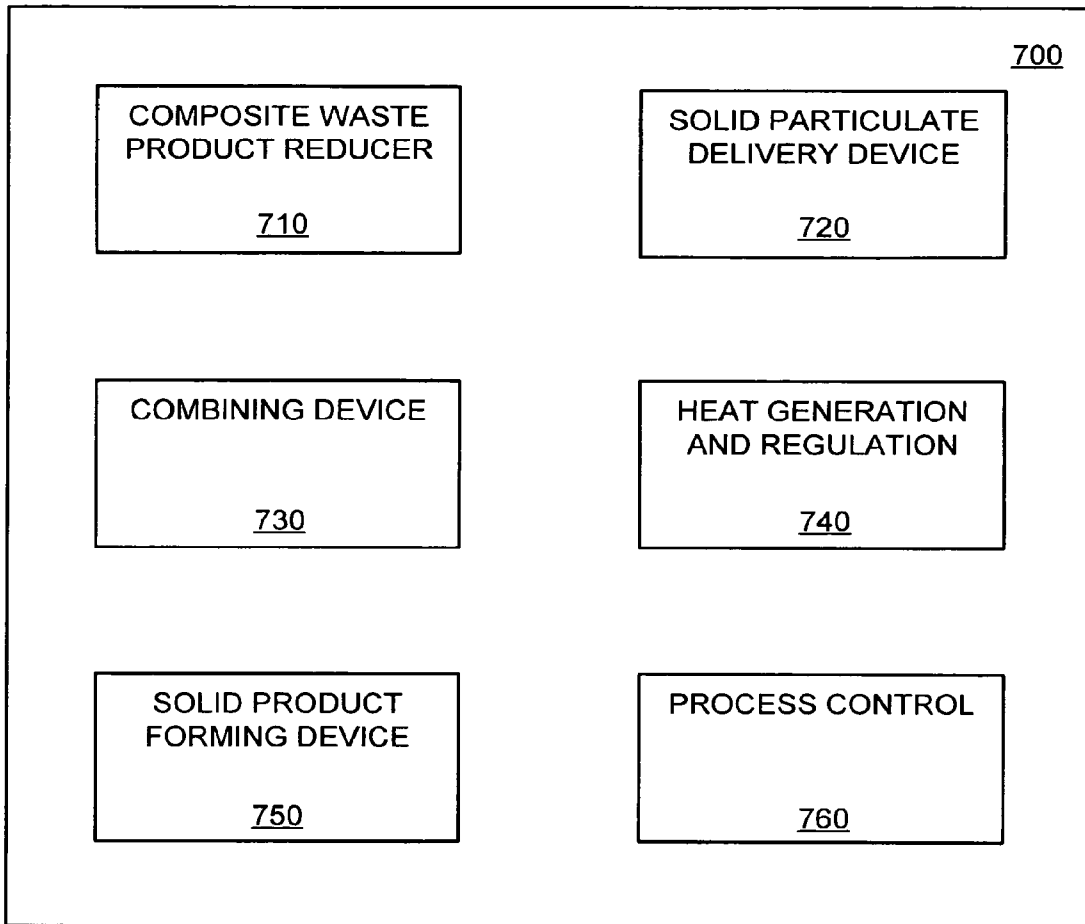 700
COMPOSITE WASTE
PRODUCT REDUCER
710
SOLID PARTICULATE
DELIVERY DEVICE
720
COMBINING DEVICE
730
HEAT GENERATION
AND REGULATION
740
SOLID PRODUCT
FORMING DEVICE
750
PROCESS CONTROL
760